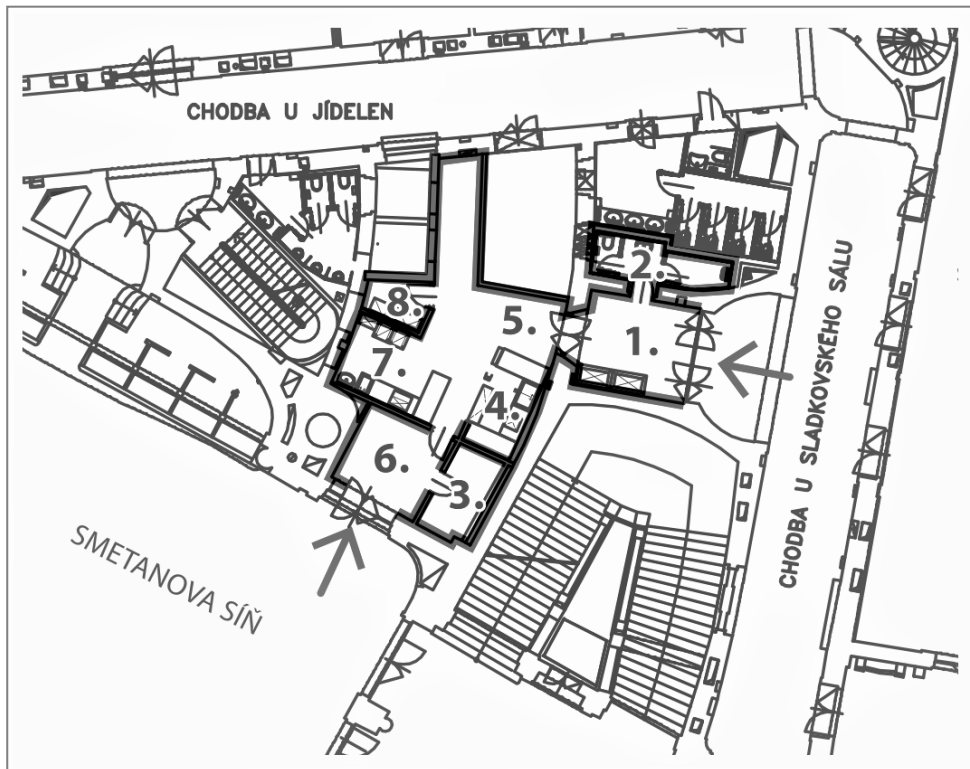 CHODBA U JÍDELEN
2.
8.
5.
1.
7.
4.
6.
3.
SMETANOVA SÍŇ
CHODBA U SLADKOVSKÉHO SÁLU